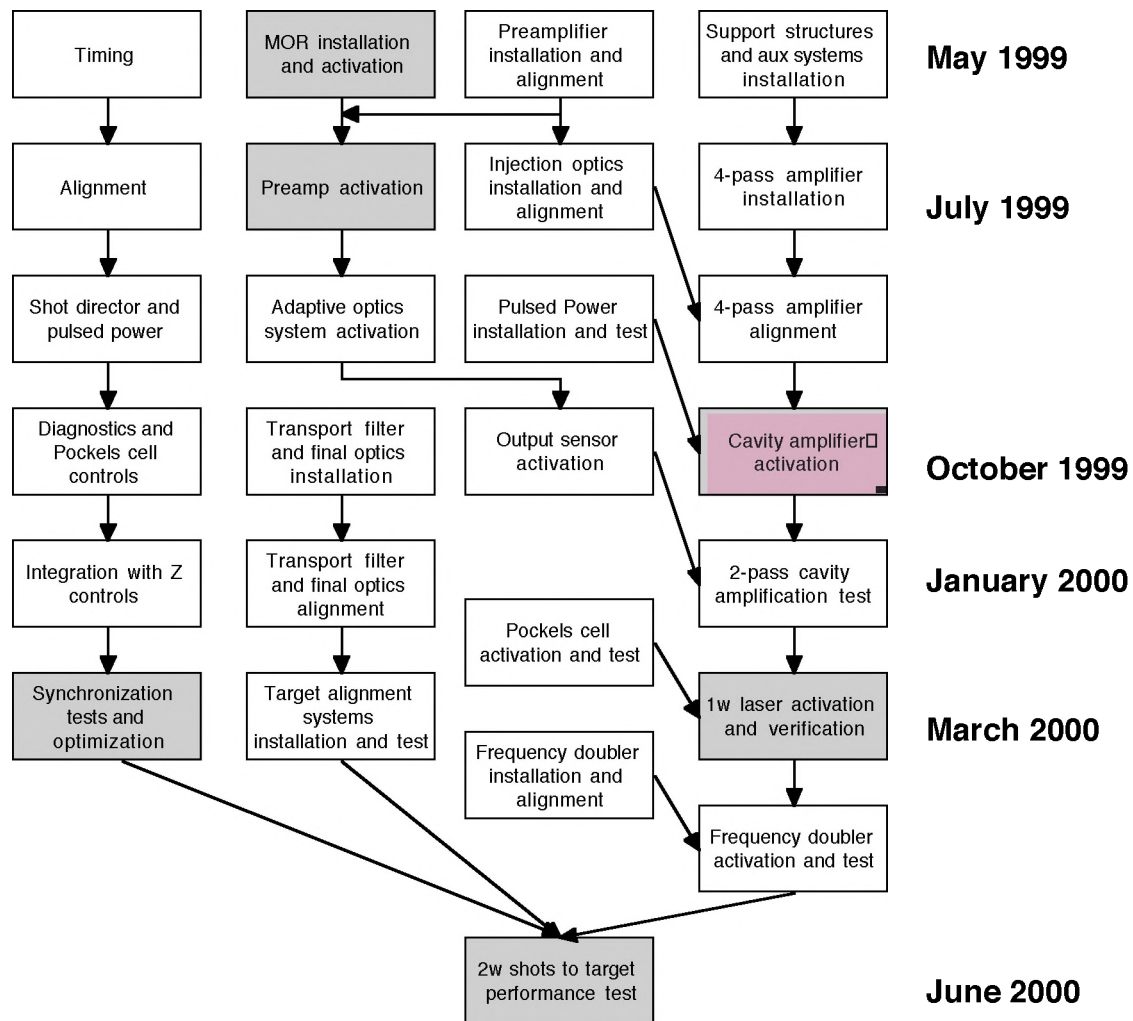 Timing
MOR installation
and activation
Preamplifier
installation and
alignment
Support structures
and aux systems
installation
May 1999
Alignment
Preamp activation
Injection optics
installation and
alignment
4-pass amplifier
installation
July 1999
Shot director and
pulsed power
Adaptive optics
system activation
Pulsed Power
installation and test
4-pass amplifier
alignment
Diagnostics and
Pockels cell
controls
Transport filter
and final optics
installation
Output sensor
activation
Cavity amplifier□
activation
October 1999
Integration with Z
controls
Transport filter
and final optics
alignment
2-pass cavity
amplification test
January 2000
Pockels cell
activation and test
Synchronization
tests and
optimization
Target alignment
systems
installation and test
1w laser activation
and verification
March 2000
Frequency doubler
installation and
alignment
Frequency doubler
activation and test
2w shots to target
performance test
June 2000